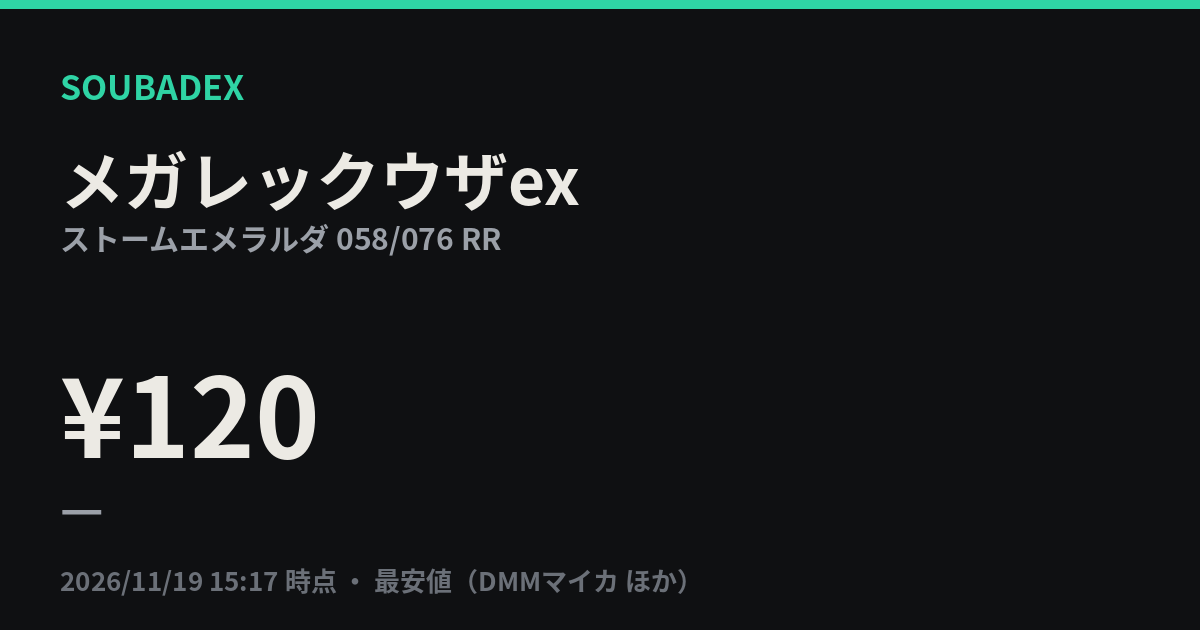 SOUBADEX
メガレックウザex
ストームエメラルダ 058/076 RR
¥120
—
2026/11/19 15:17 時点 ・ 最安値（DMMマイカ ほか）